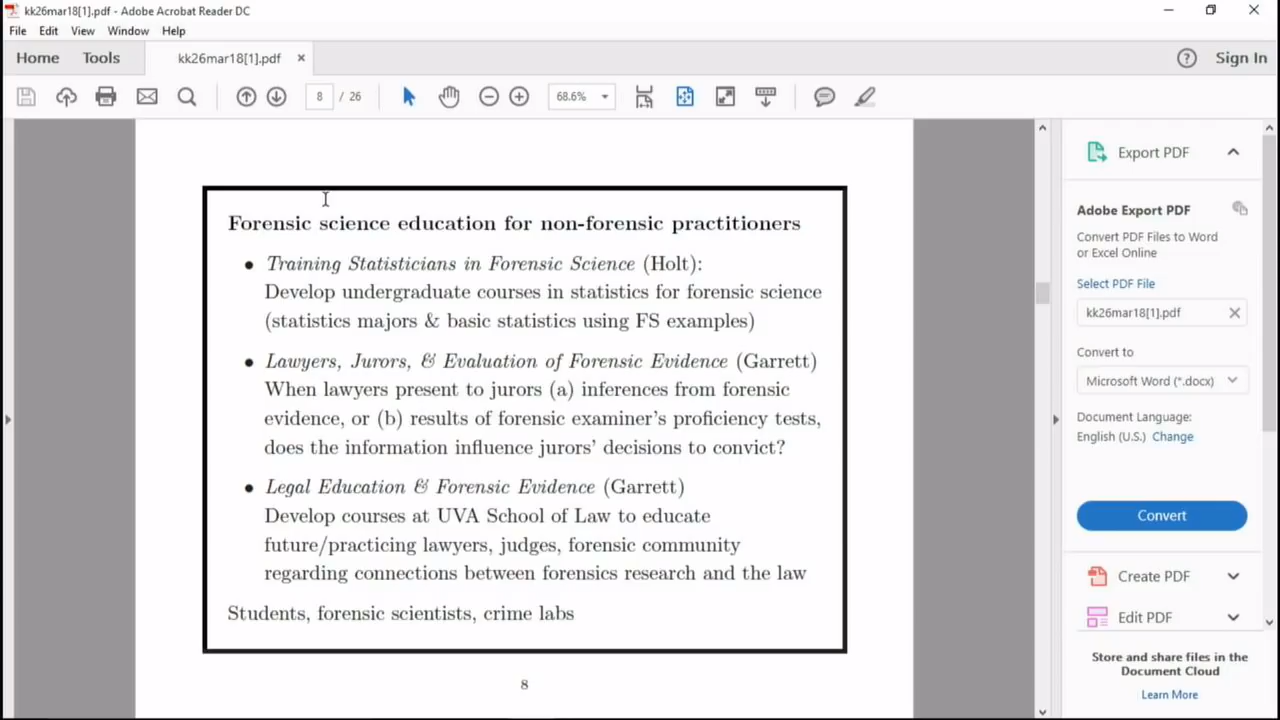 kk26mar18[1].pdf - Adobe Acrobat Reader DC
File Edit View Window Help
Home Tools kk26mar18[1].pdf × ? Sign In
8 / 26 68.6%
Forensic science education for non-forensic practitioners
• Training Statisticians in Forensic Science (Holt):
Develop undergraduate courses in statistics for forensic science
(statistics majors & basic statistics using FS examples)
• Lawyers, Jurors, & Evaluation of Forensic Evidence (Garrett)
When lawyers present to jurors (a) inferences from forensic
evidence, or (b) results of forensic examiner's proficiency tests,
does the information influence jurors' decisions to convict?
• Legal Education & Forensic Evidence (Garrett)
Develop courses at UVA School of Law to educate
future/practicing lawyers, judges, forensic community
regarding connections between forensics research and the law
Students, forensic scientists, crime labs
8
Export PDF
Adobe Export PDF
Convert PDF Files to Word
or Excel Online
Select PDF File
kk26mar18[1].pdf
Convert to
Microsoft Word (*.docx)
Document Language:
English (U.S.) Change
Convert
Create PDF
Edit PDF
Store and share files in the
Document Cloud
Learn More